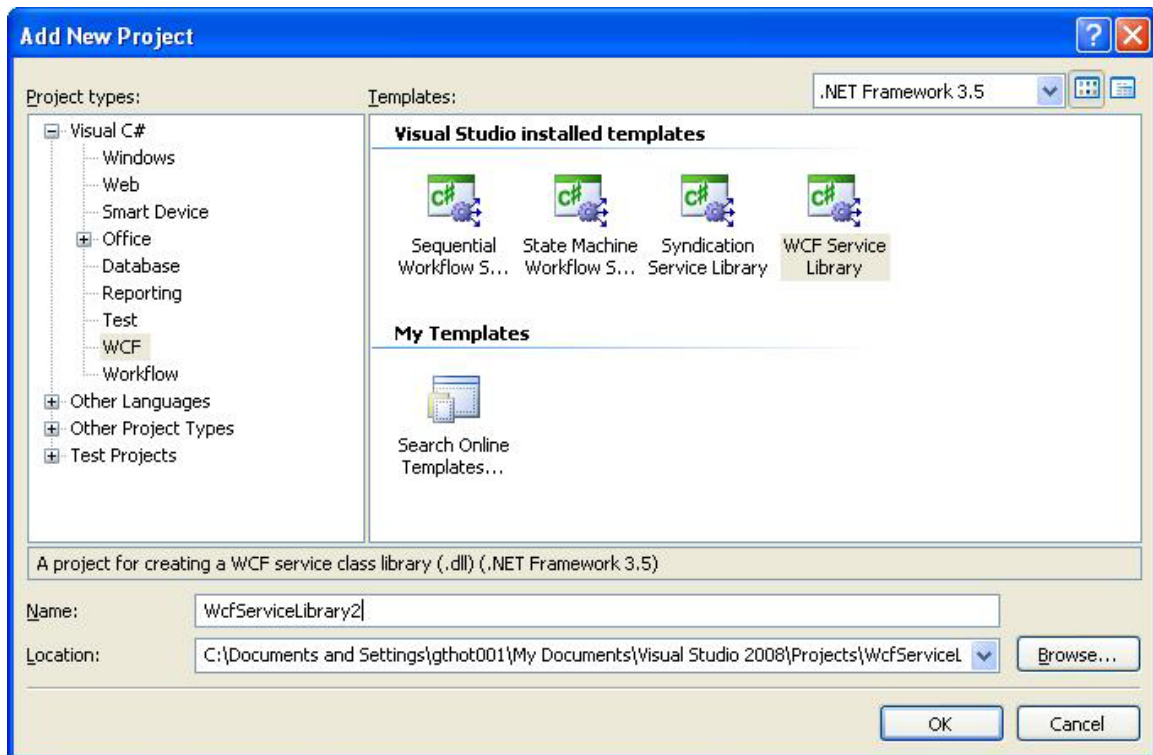 Add New Project
Project types:
Templates:
.NET Framework 3.5
Visual C#
Windows
Web
Smart Device
Office
Database
Reporting
Test
WCF
Workflow
Other Languages
Other Project Types
Test Projects
Visual Studio installed templates
Sequential Workflow S...
State Machine Workflow S...
Syndication Service Library
WCF Service Library
My Templates
Search Online Templates...
A project for creating a WCF service class library (.dll) (.NET Framework 3.5)
Name:
WcfServiceLibrary2
Location:
C:\Documents and Settings\gthot001\My Documents\Visual Studio 2008\Projects\WcfServiceL
Browse...
OK
Cancel